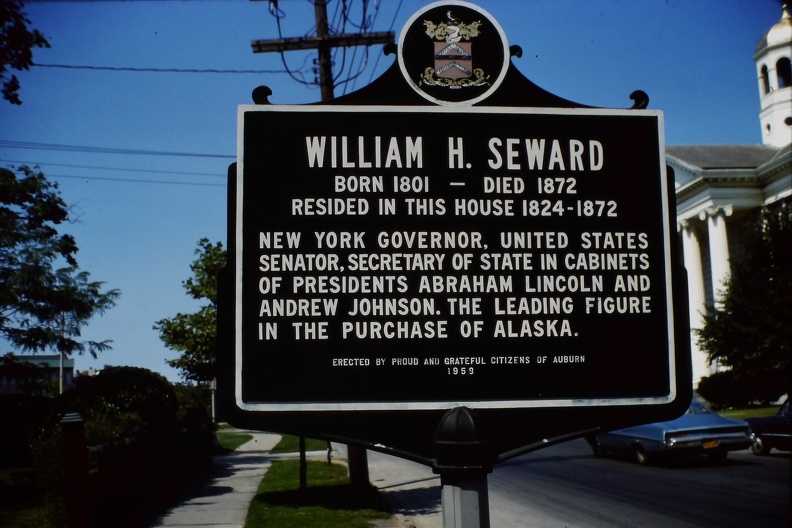 WILLIAM H. SEWARD
BORN 1801 — DIED 1872
RESIDED IN THIS HOUSE 1824-1872
NEW YORK GOVERNOR, UNITED STATES
SENATOR, SECRETARY OF STATE IN CABINETS
OF PRESIDENTS ABRAHAM LINCOLN AND
ANDREW JOHNSON. THE LEADING FIGURE
IN THE PURCHASE OF ALASKA.
ERECTED BY PROUD AND GRATEFUL CITIZENS OF AUBURN
1959